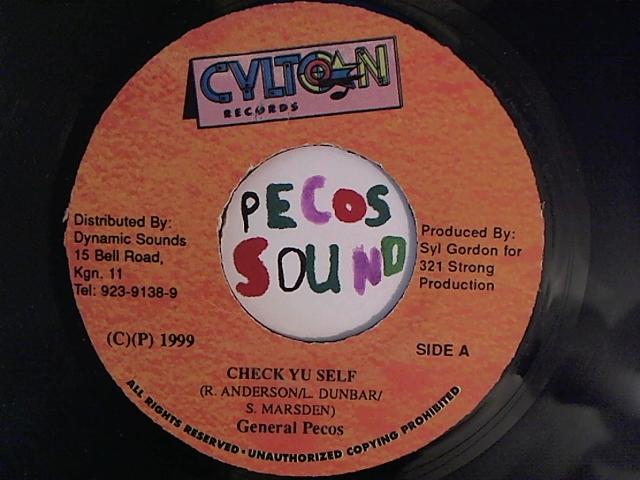 CYLTON
RECORDS
PECOS
SOUND
Distributed By:
Dynamic Sounds
15 Bell Road,
Kgn. 11
Tel: 923-9138-9
Produced By:
Syl Gordon for
321 Strong
Production
(C)(P) 1999
SIDE A
CHECK YU SELF
(R. ANDERSON/L. DUNBAR/
S. MARSDEN)
General Pecos
ALL RIGHTS RESERVED · UNAUTHORIZED COPYING PROHIBITED